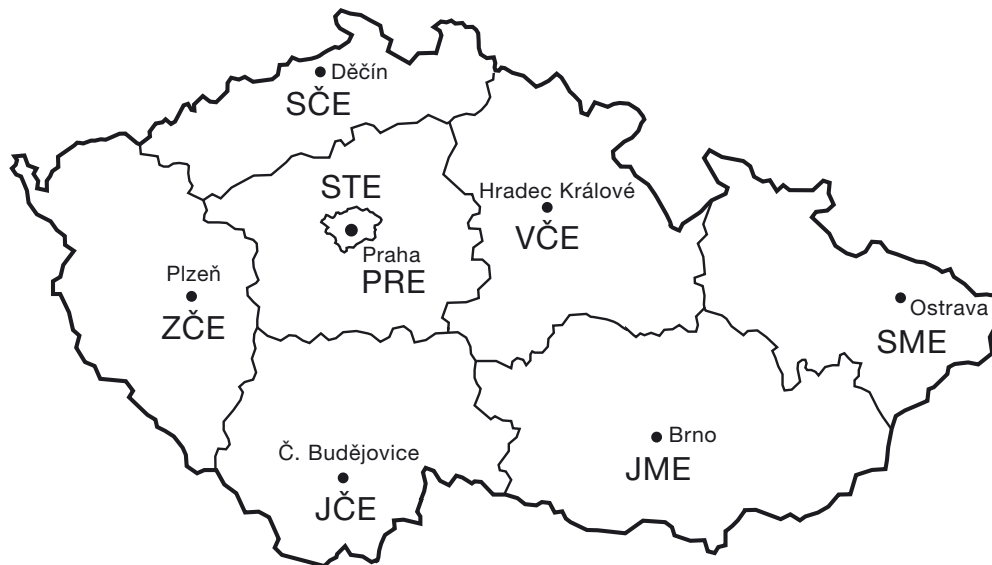 Děčín
SČE
STE
Hradec Králové
VČE
Praha
PRE
Plzeň
ZČE
Ostrava
SME
Brno
JME
Č. Budějovice
JČE